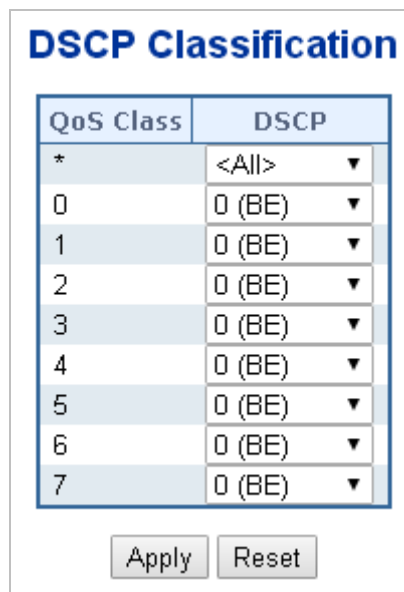 DSCP Classification
QoS Class DSCP
* <All>
0 0 (BE)
1 0 (BE)
2 0 (BE)
3 0 (BE)
4 0 (BE)
5 0 (BE)
6 0 (BE)
7 0 (BE)
Apply Reset